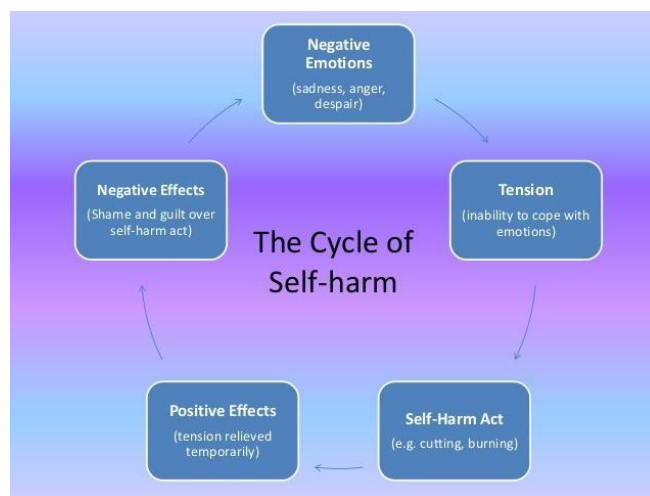 Negative
Emotions
(sadness, anger,
despair)
Tension
(inability to cope with
emotions)
Self-Harm Act
(e.g. cutting, burning)
Positive Effects
(tension relieved
temporarily)
Negative Effects
(Shame and guilt over
self-harm act)
The Cycle of
Self-harm